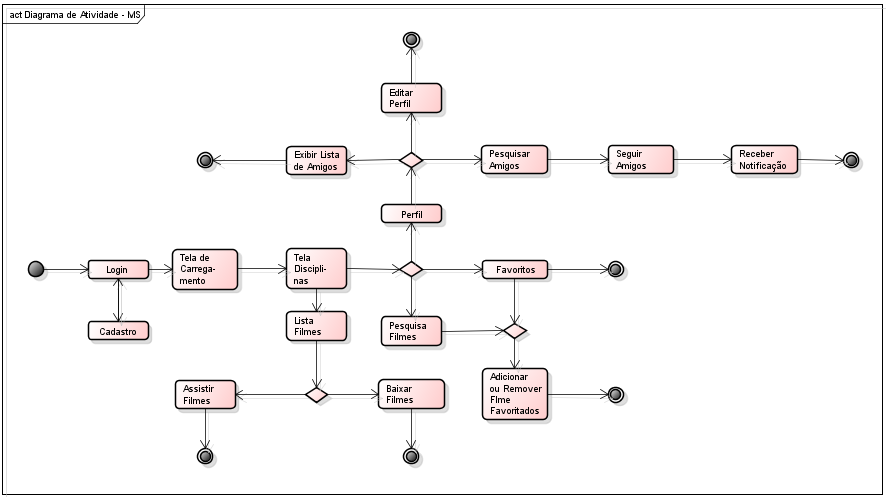 act Diagrama de Atividade - MS
Editar
Perfil
Exibir Lista
de Amigos
Pesquisar
Amigos
Seguir
Amigos
Receber
Notificação
Perfil
Login
Tela de
Carrega-
mento
Tela
Discipli-
nas
Favoritos
Cadastro
Lista
Filmes
Pesquisa
Filmes
Assistir
Filmes
Baixar
Filmes
Adicionar
ou Remover
Flme
Favoritados